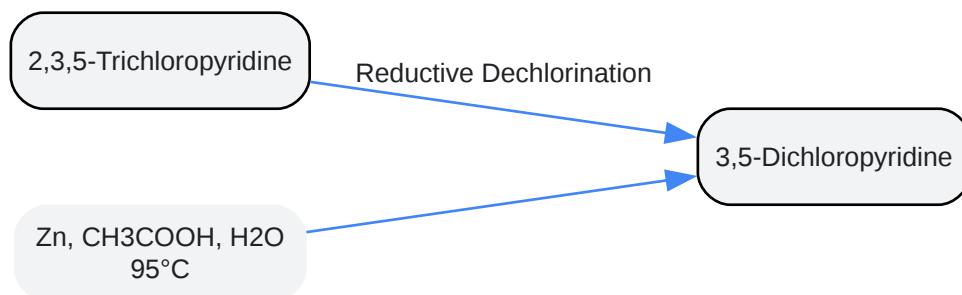 2,3,5-Trichloropyridine
Reductive Dechlorination
3,5-Dichloropyridine
Zn, CH3COOH, H2O
95°C